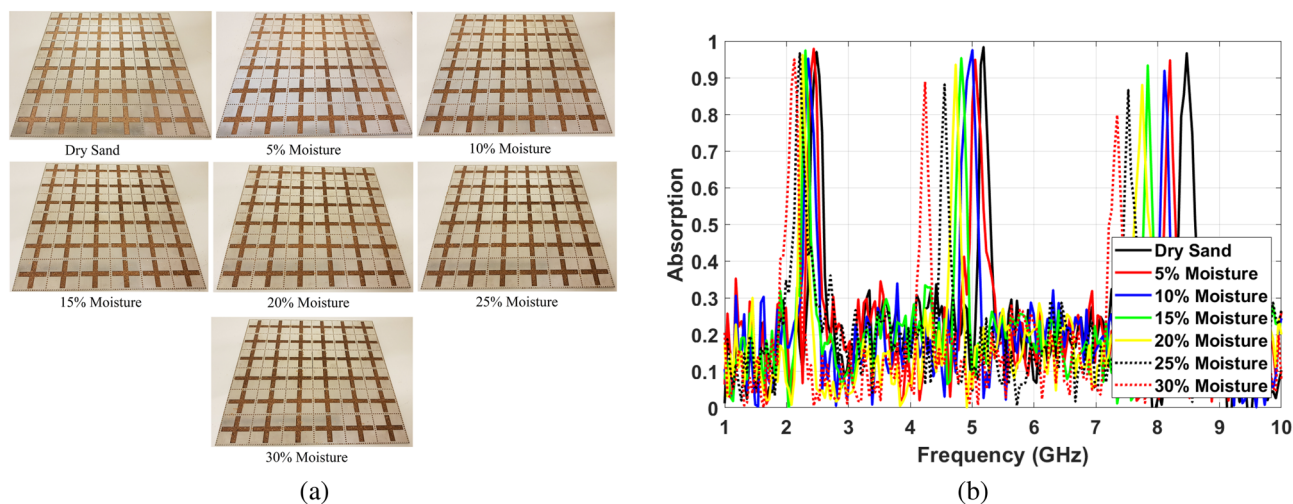 Dry Sand
5% Moisture
10% Moisture
15% Moisture
20% Moisture
25% Moisture
30% Moisture
(a)
1
0.9
0.8
0.7
0.6
0.5
0.4
0.3
0.2
0.1
0
Absorption
Dry Sand
5% Moisture
10% Moisture
15% Moisture
20% Moisture
25% Moisture
30% Moisture
1 2 3 4 5 6 7 8 9 10
Frequency (GHz)
(b)